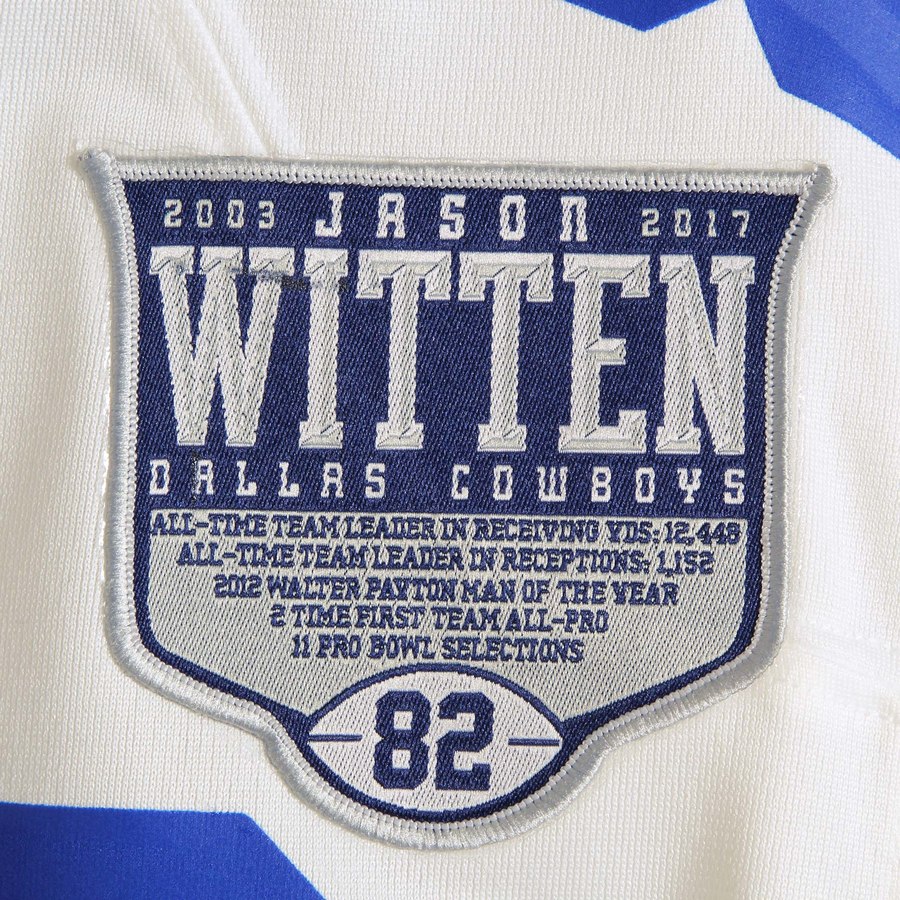 2003 JASON 2017
WITTEN
DALLAS COWBOYS
ALL-TIME TEAM LEADER IN RECEIVING YDS: 12,448
ALL-TIME TEAM LEADER IN RECEPTIONS: 1,152
2012 WALTER PAYTON MAN OF THE YEAR
2 TIME FIRST TEAM ALL-PRO
11 PRO BOWL SELECTIONS
82